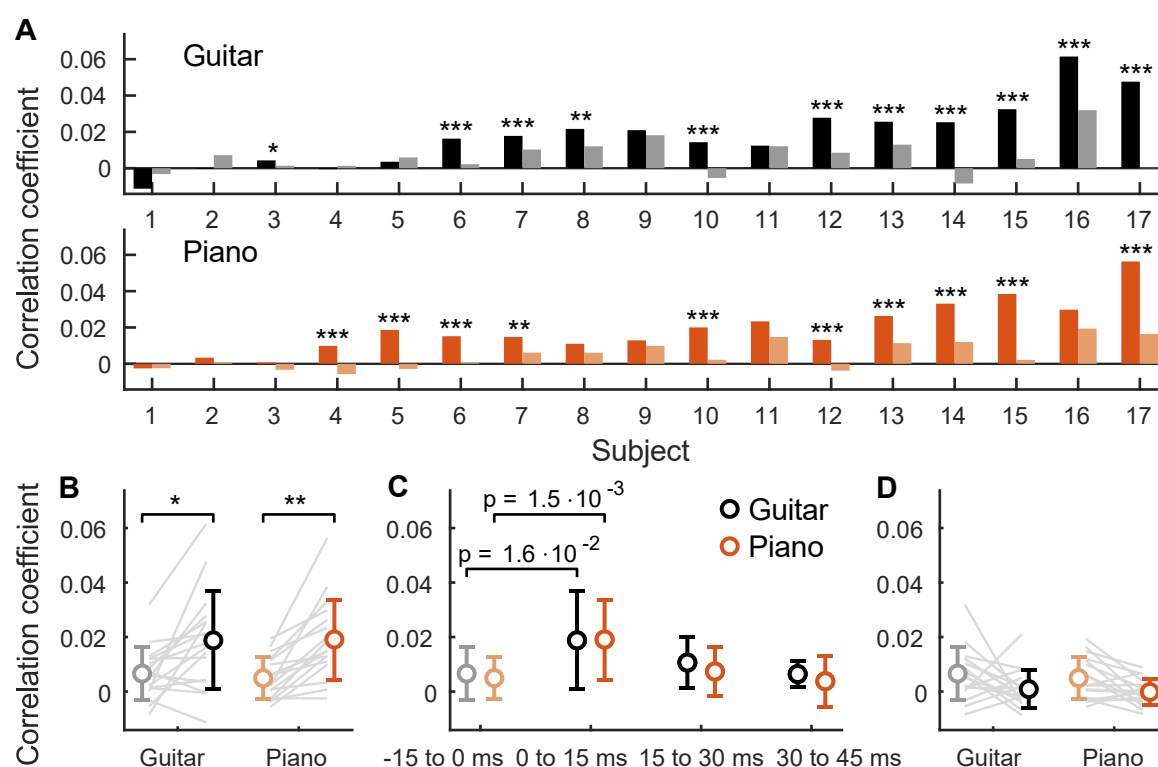 A
Guitar
Correlation coefficient
0.06
0.04
0.02
0
* *** *** ** *** *** *** *** *** *** ***
1 2 3 4 5 6 7 8 9 10 11 12 13 14 15 16 17
Piano
Correlation coefficient
0.06
0.04
0.02
0
*** *** *** ** *** *** *** *** *** ***
1 2 3 4 5 6 7 8 9 10 11 12 13 14 15 16 17
Subject
B
Correlation coefficient
0.06
0.04
0.02
0
* **
Guitar Piano
C
p = 1.5 ·10 -3
p = 1.6 ·10 -2
Guitar
Piano
0.06
0.04
0.02
0
-15 to 0 ms 0 to 15 ms 15 to 30 ms 30 to 45 ms
D
0.06
0.04
0.02
0
Guitar Piano